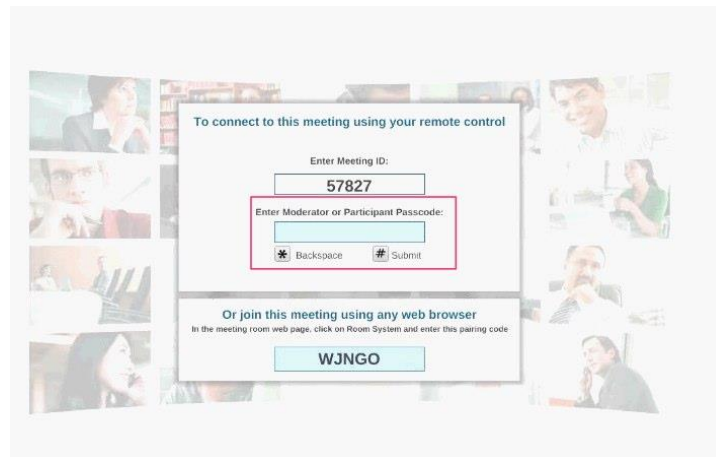 To connect to this meeting using your remote control
Enter Meeting ID:
57827
Enter Moderator or Participant Passcode:
* Backspace # Submit
Or join this meeting using any web browser
In the meeting room web page, click on Room System and enter this pairing code
WJNGO